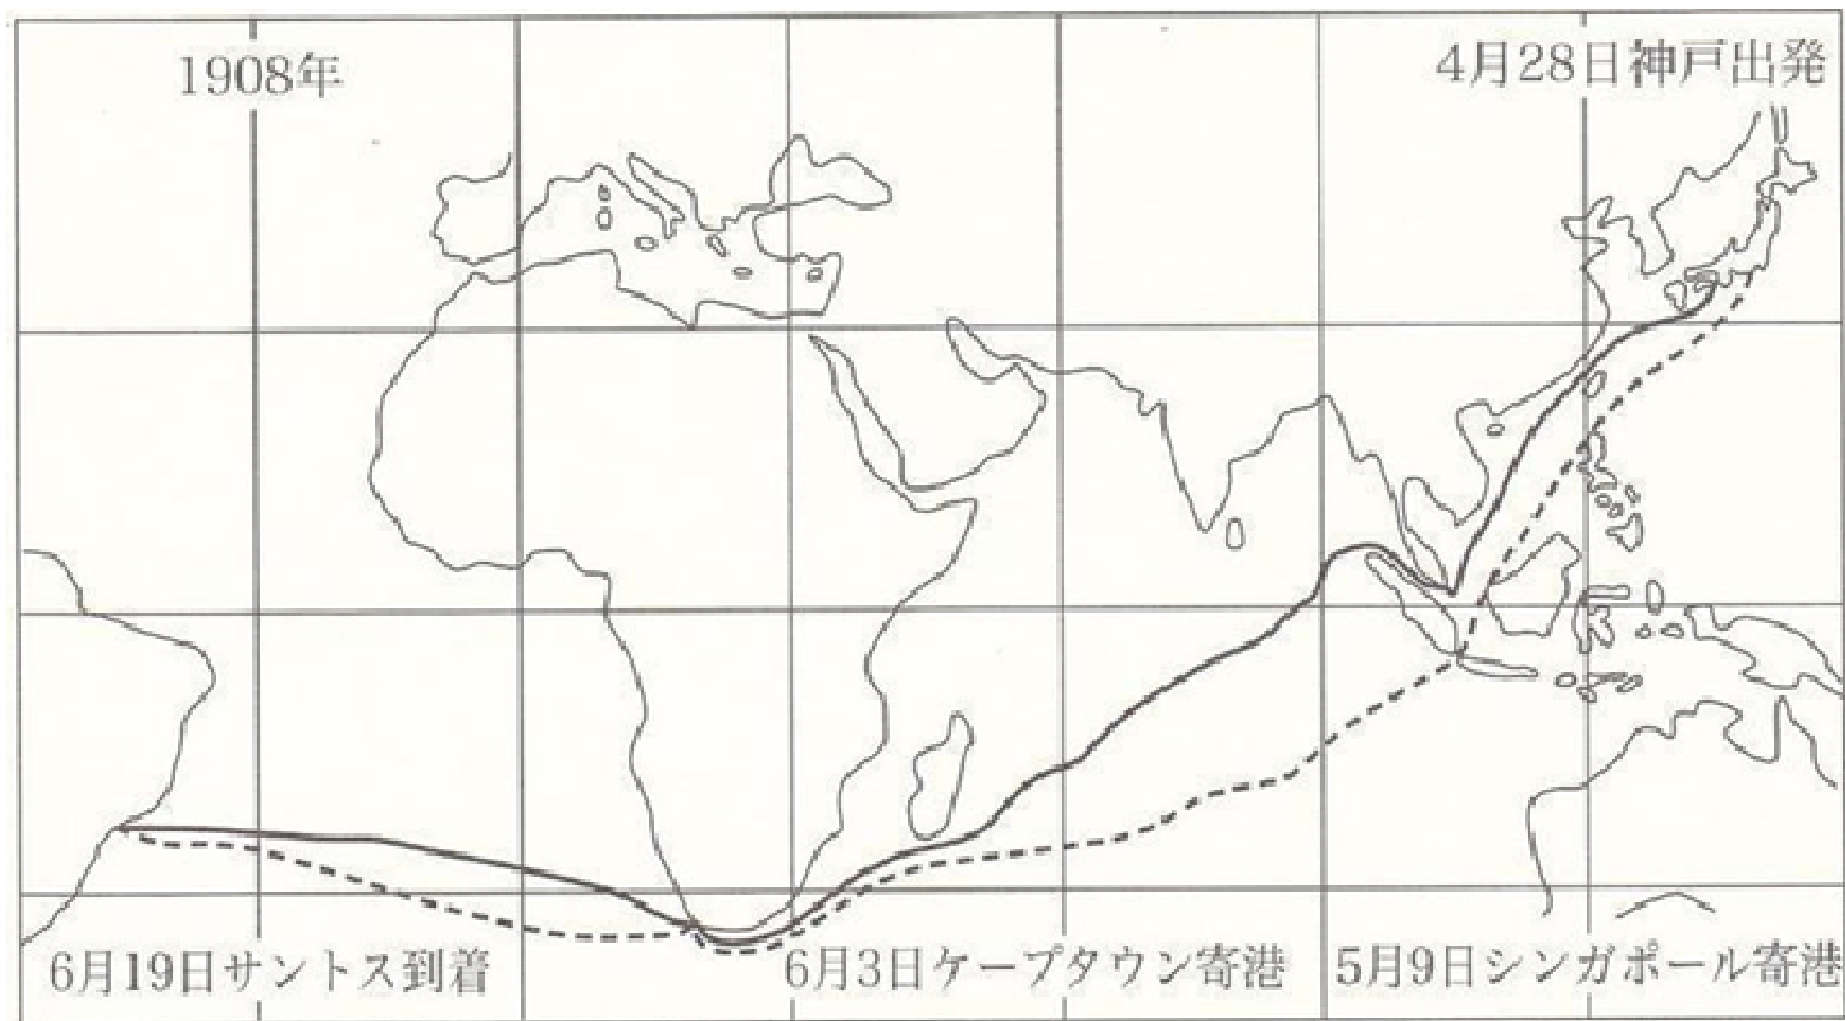 1908年
4月28日神戸出発
6月19日サントス到着
6月3日ケープタウン寄港
5月9日シンガポール寄港